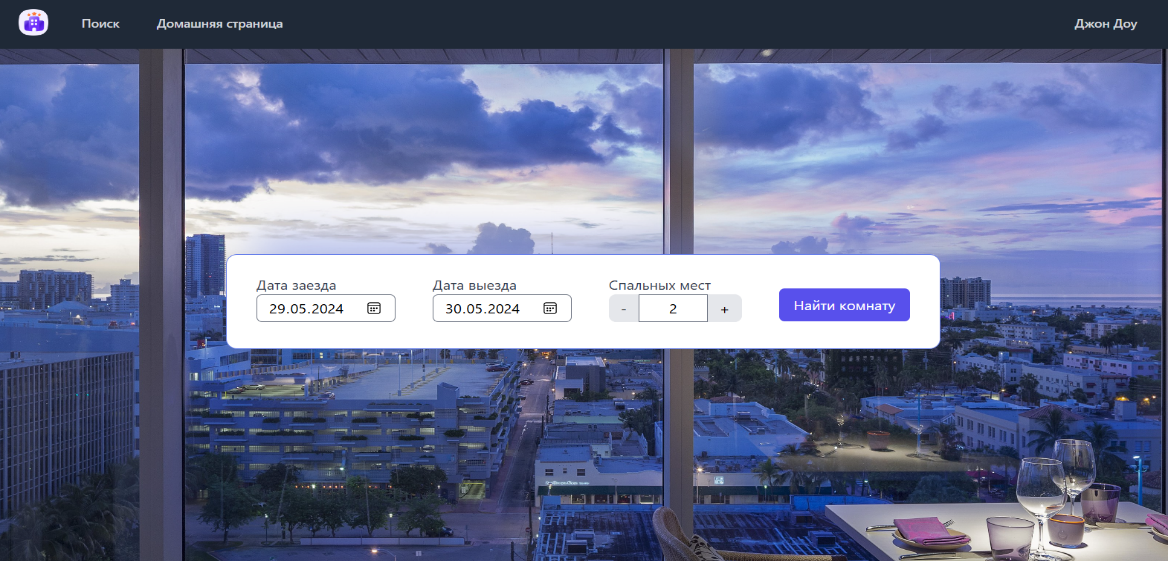 Поиск Домашняя страница Джон Доу
Дата заезда Дата выезда Спальных мест
29.05.2024 30.05.2024 - 2 + Найти комнату